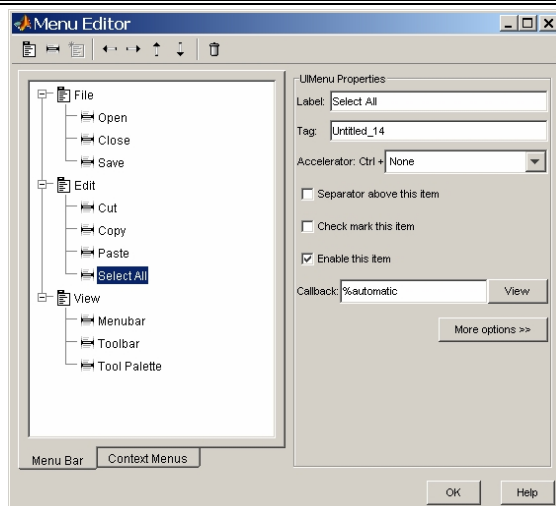 Menu Editor
File
Open
Close
Save
Edit
Cut
Copy
Paste
Select All
View
Menubar
Toolbar
Tool Palette
Menu Bar
Context Menus
UIMenu Properties
Label: Select All
Tag: Untitled_14
Accelerator: Ctrl + None
Separator above this item
Check mark this item
Enable this item
Callback: %automatic View
More options >>
OK Help